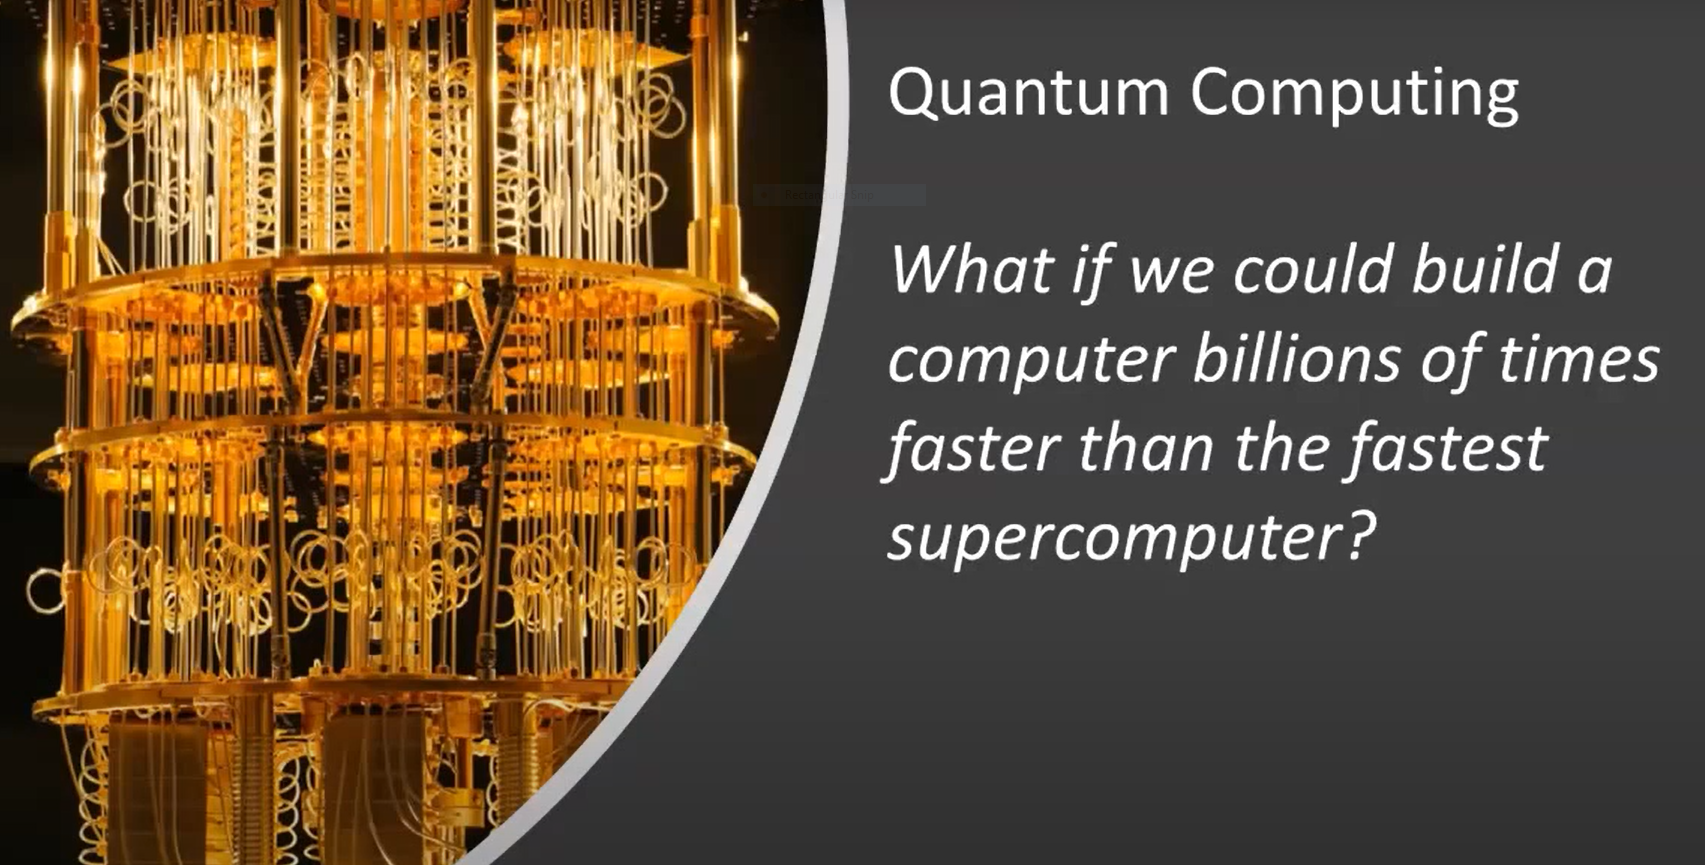 Quantum Computing
What if we could build a
computer billions of times
faster than the fastest
supercomputer?